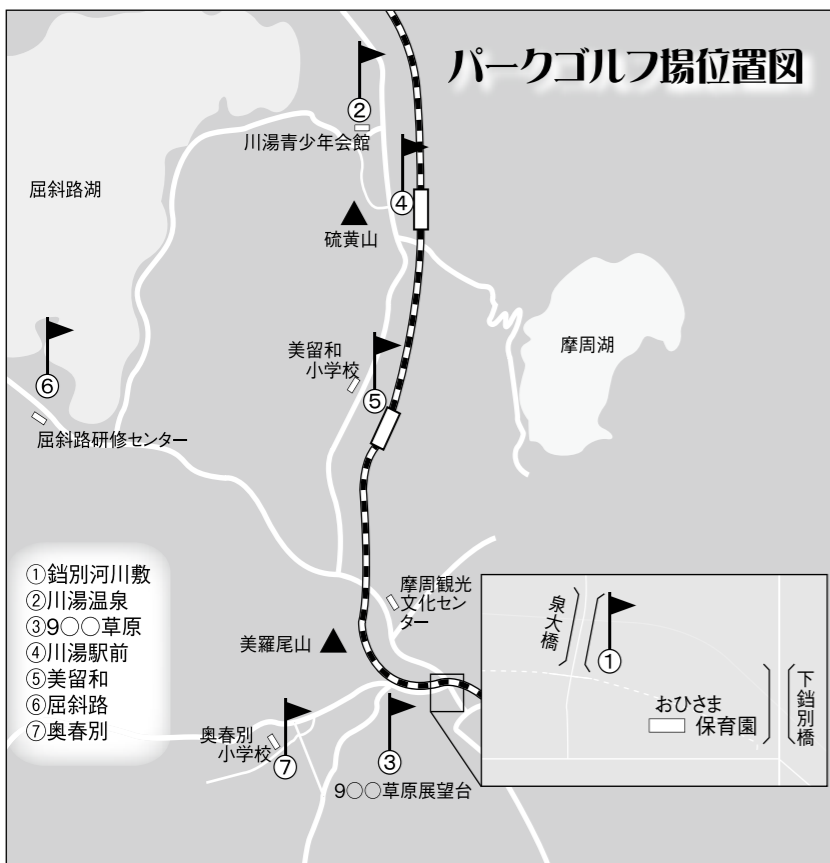 パークゴルフ場位置図
②
川湯青少年会館
④
屈斜路湖
硫黄山
摩周湖
美留和
小学校
⑤
⑥
屈斜路研修センター
①鐺別河川敷
②川湯温泉
③9〇〇草原
④川湯駅前
⑤美留和
⑥屈斜路
⑦奥春別
摩周観光
文化セン
ター
美羅尾山
奥春別
小学校
⑦
③
9〇〇草原展望台
泉大橋
①
おひさま
保育園
下鐺別橋